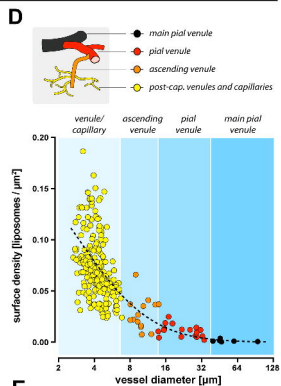 D
main pial venule
pial venule
ascending venule
post-cap. venules and capillaries
venule/ ascending pial main pial
capillary venule venule venule
0.20
0.15
0.10
0.05
0.00
surface density [liposomes / µm²]
2 4 8 16 32 64 128
vessel diameter [µm]